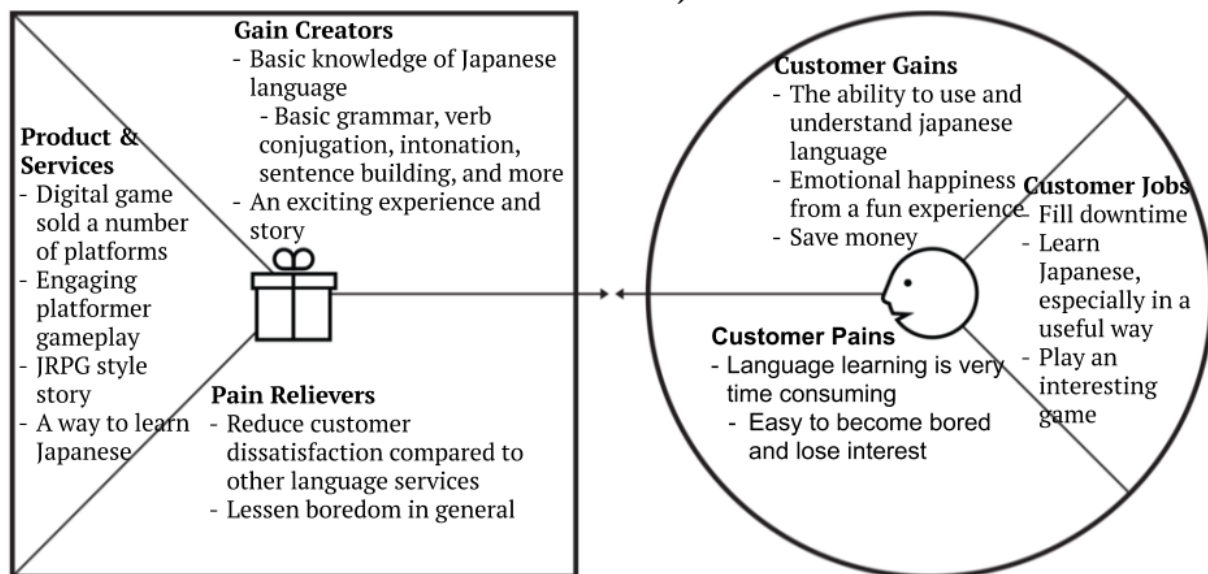 Gain Creators
- Basic knowledge of Japanese
language
- Basic grammar, verb
conjugation, intonation,
sentence building, and more
- An exciting experience and
story
Product &
Services
- Digital game
sold a number
of platforms
- Engaging
platformer
gameplay
- JRPG style
story
- A way to learn
Japanese
Pain Relievers
- Reduce customer
dissatisfaction compared to
other language services
- Lessen boredom in general
Customer Gains
- The ability to use and
understand japanese
language
- Emotional happiness
from a fun experience
- Save money
Customer Jobs
- Fill downtime
- Learn
Japanese,
especially in a
useful way
- Play an
interesting
game
Customer Pains
- Language learning is very
time consuming
- Easy to become bored
and lose interest